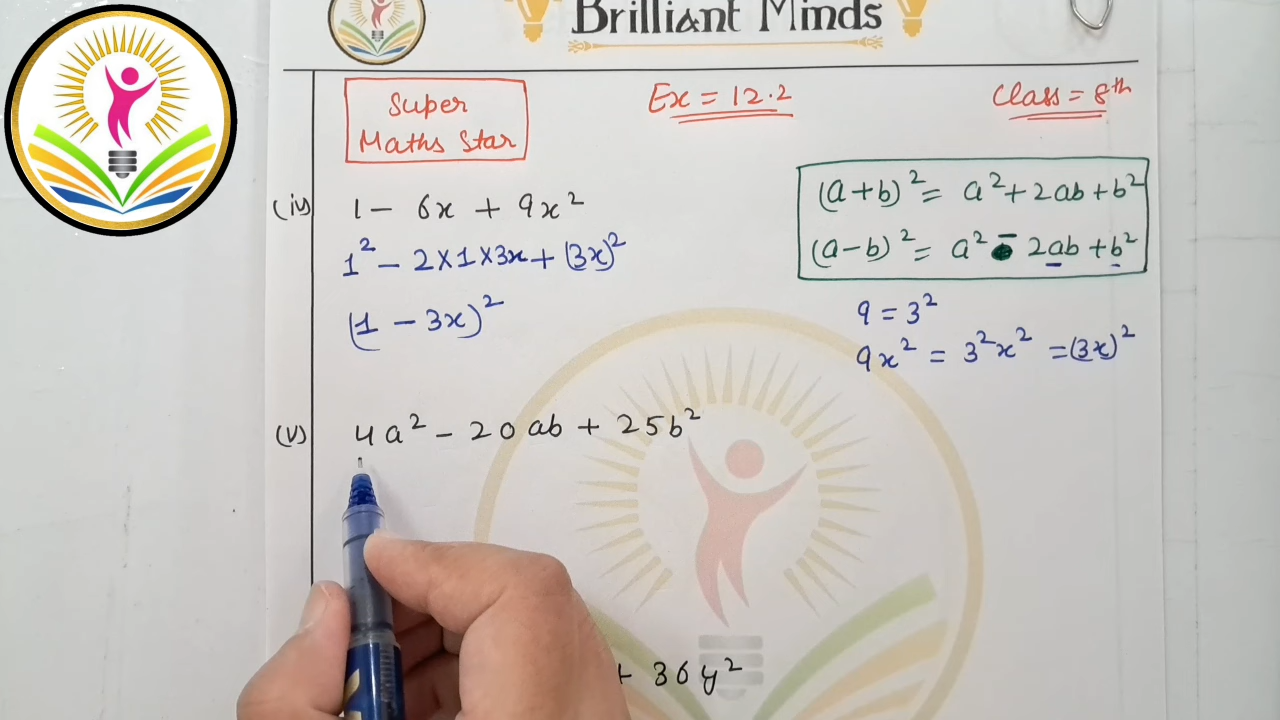 Brilliant Minds
Super
Maths Star
Ex = 12.2
Class = 8th
(iv) 1 - 6x + 9x²
1² - 2×1×3x + (3x)²
(1 - 3x)²
(a+b)² = a² + 2ab + b²
(a-b)² = a² - 2ab + b²
9 = 3²
9x² = 3²x² = (3x)²
(v) 4a² - 20ab + 25b²
+ 36y²